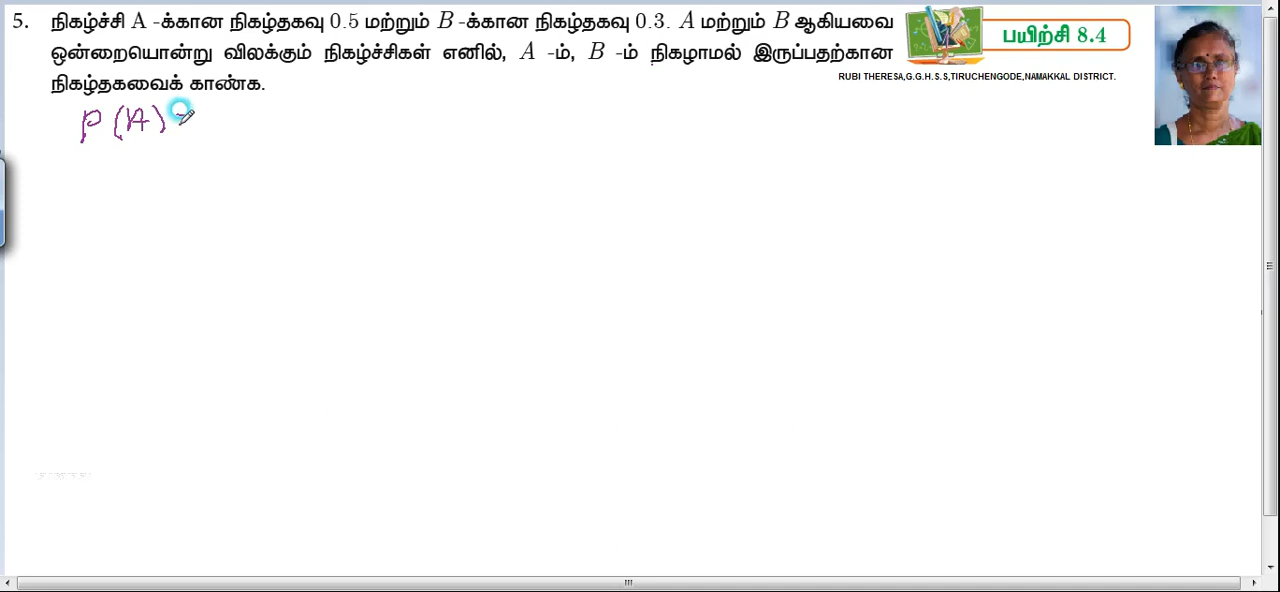 5. நிகழ்ச்சி A -க்கான நிகழ்தகவு 0.5 மற்றும் B -க்கான நிகழ்தகவு 0.3. A மற்றும் B ஆகியவை
ஒன்றையொன்று விலக்கும் நிகழ்ச்சிகள் எனில், A -ம், B -ம் நிகழாமல் இருப்பதற்கான
நிகழ்தகவைக் காண்க.
பயிற்சி 8.4
RUBI THERESA,G.G.H.S.S,TIRUCHENGODE,NAMAKKAL DISTRICT.
P(A)